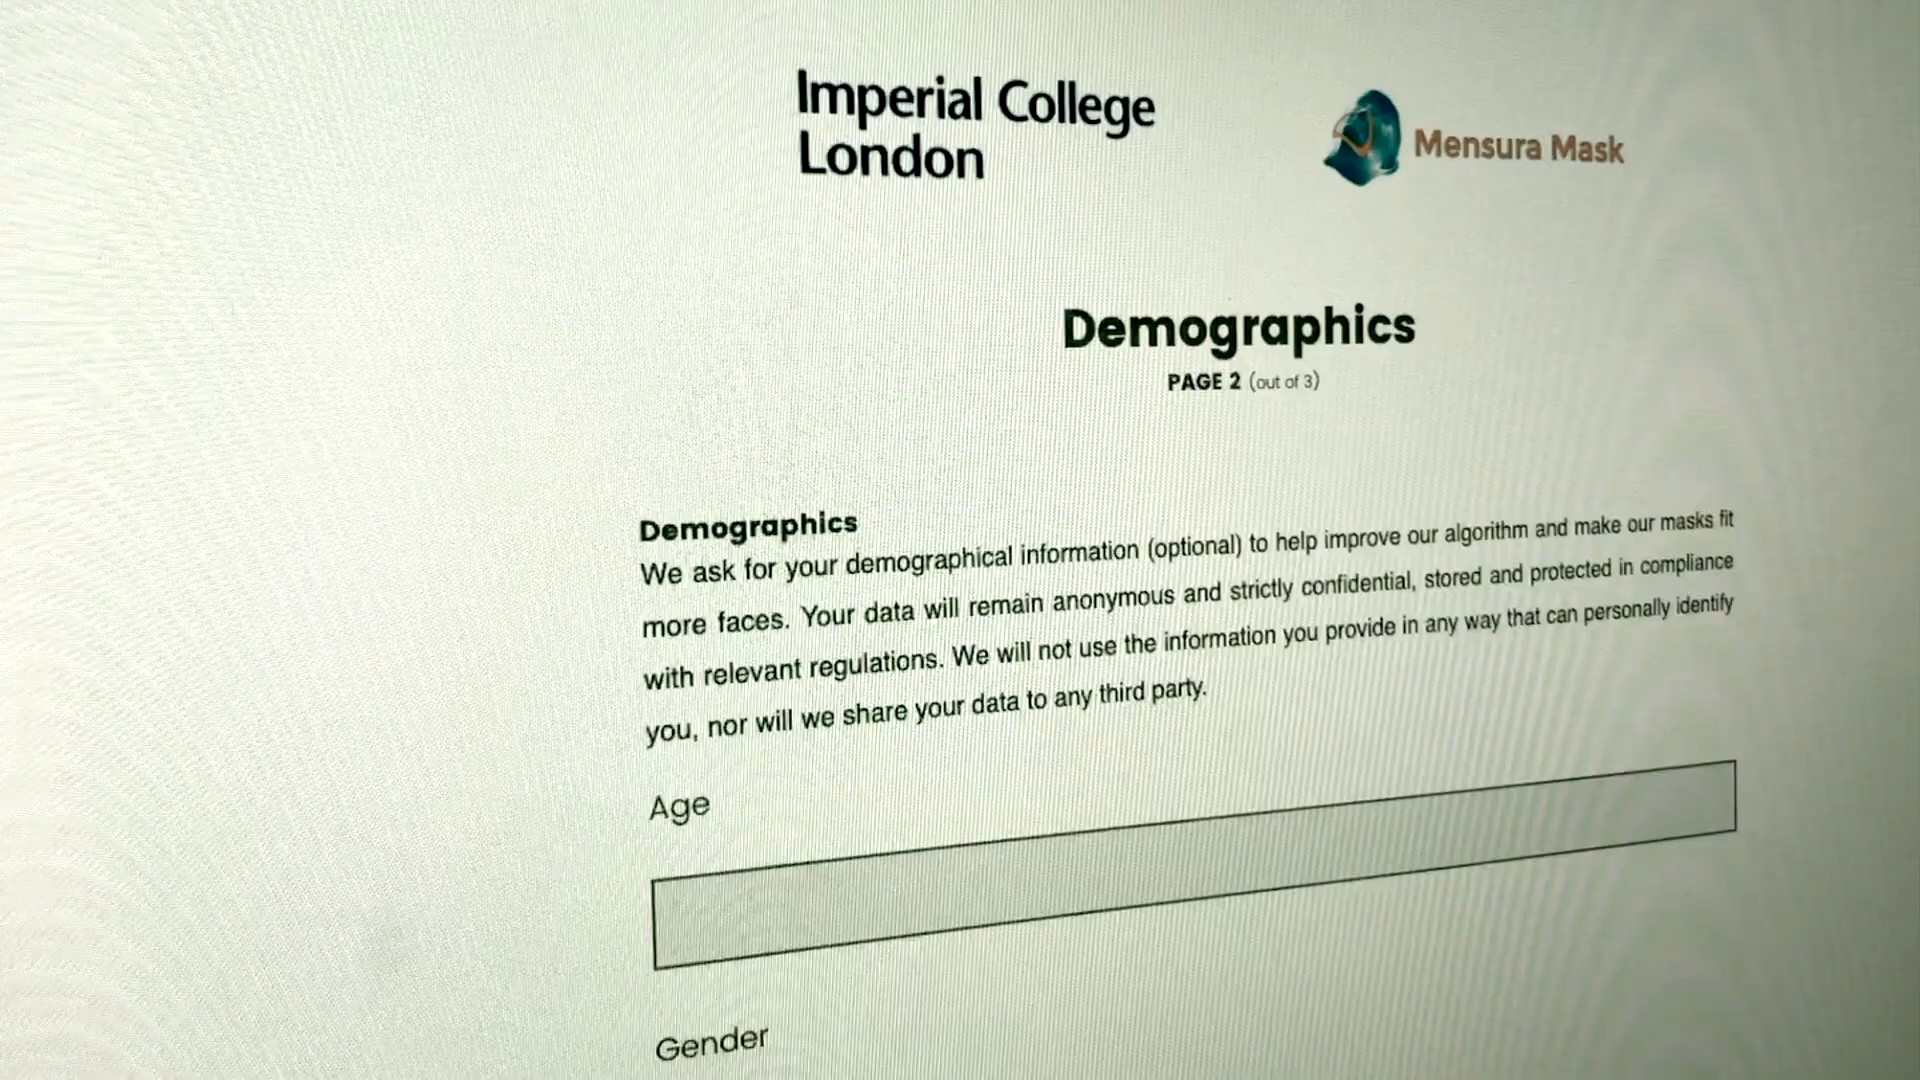 Imperial College
London
Mensura Mask
Demographics
PAGE 2 (out of 3)
Demographics
We ask for your demographical information (optional) to help improve our algorithm and make our masks fit
more faces. Your data will remain anonymous and strictly confidential, stored and protected in compliance
with relevant regulations. We will not use the information you provide in any way that can personally identify
you, nor will we share your data to any third party.
Age
Gender